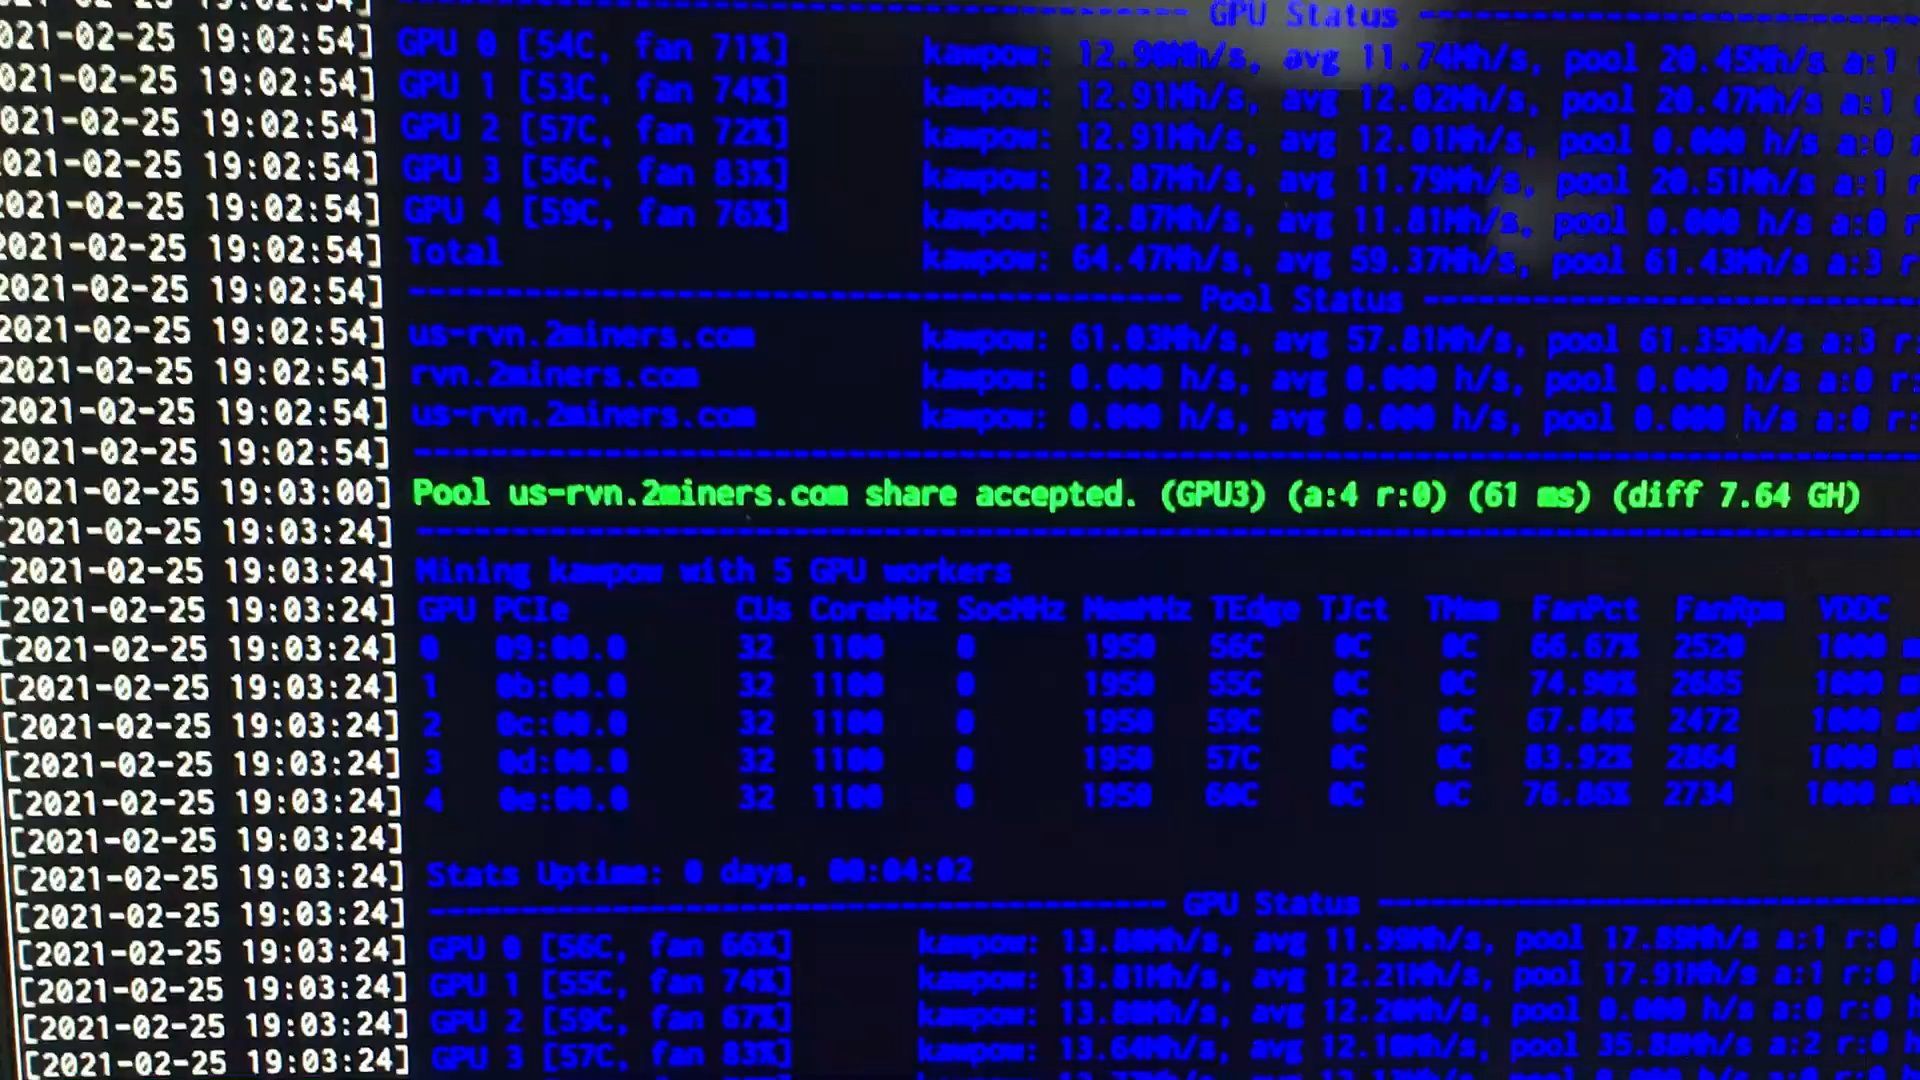 021-02-25 19:02:54] ---------- GPU Status ----------
021-02-25 19:02:54] GPU 0 [54C, fan 71%] kawpow: 12.90Mh/s, avg 11.74Mh/s, pool 20.45Mh/s a:1
021-02-25 19:02:54] GPU 1 [53C, fan 74%] kawpow: 12.91Mh/s, avg 12.02Mh/s, pool 20.47Mh/s a:1
021-02-25 19:02:54] GPU 2 [57C, fan 72%] kawpow: 12.91Mh/s, avg 12.01Mh/s, pool 0.000 h/s a:0 r
021-02-25 19:02:54] GPU 3 [56C, fan 83%] kawpow: 12.87Mh/s, avg 11.79Mh/s, pool 20.51Mh/s a:1 r
2021-02-25 19:02:54] GPU 4 [59C, fan 76%] kawpow: 12.87Mh/s, avg 11.81Mh/s, pool 0.000 h/s a:0 r
2021-02-25 19:02:54] Total kawpow: 64.47Mh/s, avg 59.37Mh/s, pool 61.43Mh/s a:3 r
2021-02-25 19:02:54] ---------- Pool Status ----------
2021-02-25 19:02:54] us-rvn.2miners.com kawpow: 61.03Mh/s, avg 57.81Mh/s, pool 61.35Mh/s a:3 r:
2021-02-25 19:02:54] rvn.2miners.com kawpow: 0.000 h/s, avg 0.000 h/s, pool 0.000 h/s a:0 r:
2021-02-25 19:02:54] us-rvn.2miners.com kawpow: 0.000 h/s, avg 0.000 h/s, pool 0.000 h/s a:0 r:
2021-02-25 19:02:54] ----------
[2021-02-25 19:03:00] Pool us-rvn.2miners.com share accepted. (GPU3) (a:4 r:0) (61 ms) (diff 7.64 GH)
[2021-02-25 19:03:24] ----------
[2021-02-25 19:03:24] Mining kawpow with 5 GPU workers
[2021-02-25 19:03:24] GPU PCIe CUs CoreMHz SocMHz MemMHz TEdge TJct TMem FanPct FanRpm VDDC
[2021-02-25 19:03:24] 0 09:00.0 32 1100 0 1950 56C 0C 0C 66.67% 2520 1000 m
[2021-02-25 19:03:24] 1 0b:00.0 32 1100 0 1950 55C 0C 0C 74.90% 2685 1000 m
[2021-02-25 19:03:24] 2 0c:00.0 32 1100 0 1950 59C 0C 0C 67.84% 2472 1000 m
[2021-02-25 19:03:24] 3 0d:00.0 32 1100 0 1950 57C 0C 0C 83.92% 2864 1000 m
[2021-02-25 19:03:24] 4 0e:00.0 32 1100 0 1950 60C 0C 0C 76.86% 2734 1000 m
[2021-02-25 19:03:24]
[2021-02-25 19:03:24] Stats Uptime: 0 days, 00:04:02
[2021-02-25 19:03:24] ---------- GPU Status ----------
[2021-02-25 19:03:24] GPU 0 [56C, fan 66%] kawpow: 13.80Mh/s, avg 11.99Mh/s, pool 17.89Mh/s a:1 r:0
[2021-02-25 19:03:24] GPU 1 [55C, fan 74%] kawpow: 13.81Mh/s, avg 12.21Mh/s, pool 17.91Mh/s a:1 r:0 h
[2021-02-25 19:03:24] GPU 2 [59C, fan 67%] kawpow: 13.80Mh/s, avg 12.20Mh/s, pool 0.000 h/s a:0 r:0 h
[2021-02-25 19:03:24] GPU 3 [57C, fan 83%] kawpow: 13.64Mh/s, avg 12.10Mh/s, pool 35.88Mh/s a:2 r:0 h